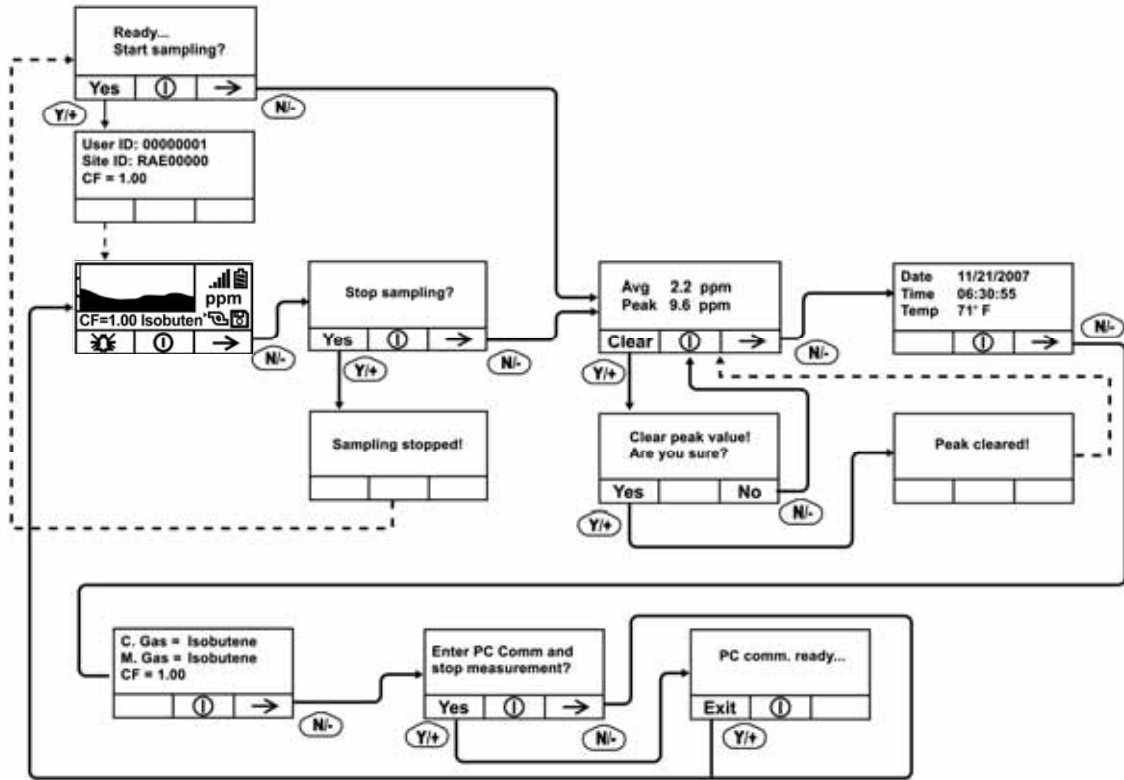 Ready...
Start sampling?
Yes
Y/+
N/-
User ID: 00000001
Site ID: RAE00000
CF = 1.00
ppm
CF=1.00 Isobuten
N/-
Stop sampling?
Yes
Y/+
N/-
Sampling stopped!
Avg 2.2 ppm
Peak 9.6 ppm
Clear
Y/+
N/-
Date 11/21/2007
Time 06:30:55
Temp 71° F
N/-
Clear peak value!
Are you sure?
Yes No
Y/+
N/-
Peak cleared!
C. Gas = Isobutene
M. Gas = Isobutene
CF = 1.00
N/-
Enter PC Comm and
stop measurement?
Yes
Y/+
N/-
PC comm. ready...
Exit
Y/+